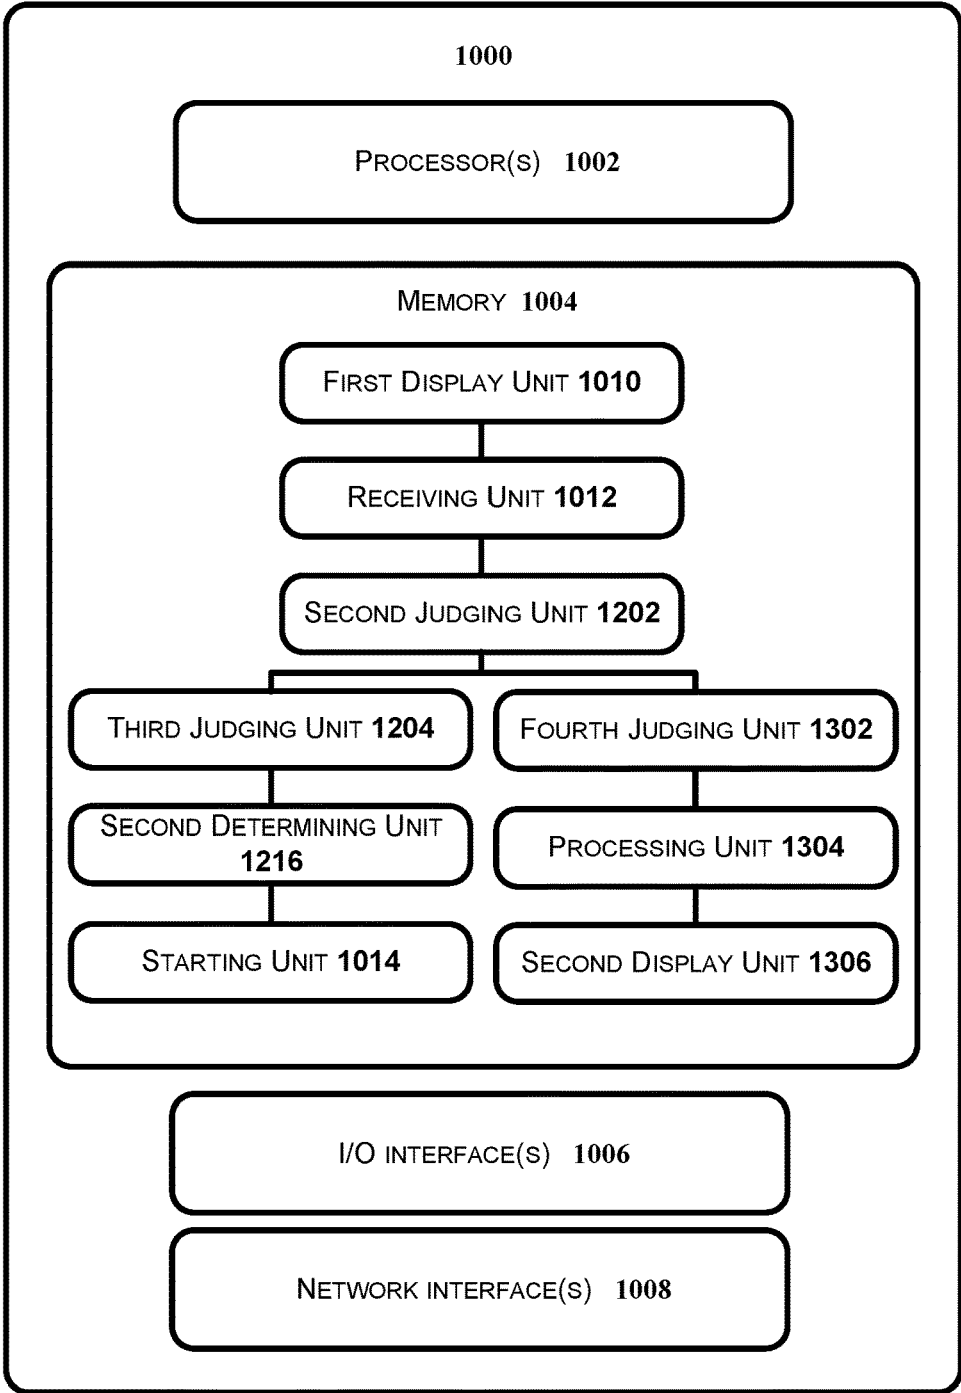 1000
PROCESSOR(S) 1002
MEMORY 1004
FIRST DISPLAY UNIT 1010
RECEIVING UNIT 1012
SECOND JUDGING UNIT 1202
THIRD JUDGING UNIT 1204
FOURTH JUDGING UNIT 1302
SECOND DETERMINING UNIT
1216
PROCESSING UNIT 1304
STARTING UNIT 1014
SECOND DISPLAY UNIT 1306
I/O INTERFACE(S) 1006
NETWORK INTERFACE(S) 1008